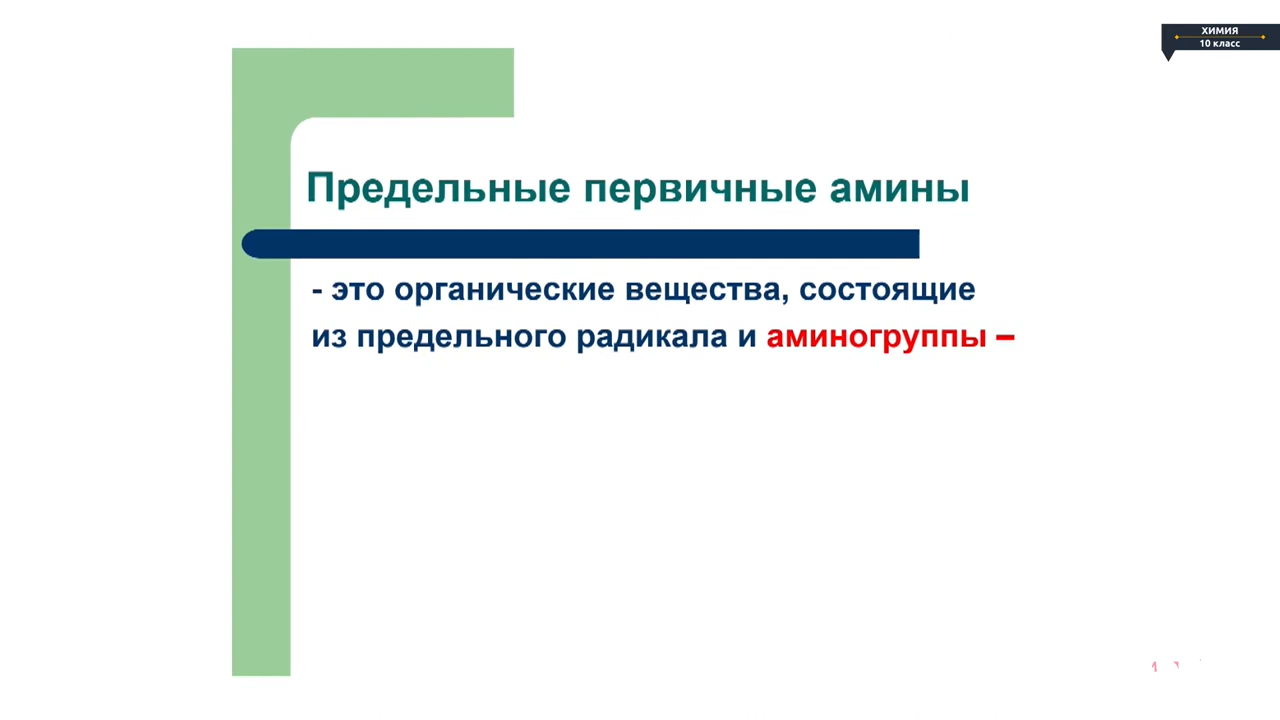 ХИМИЯ
10 класс
Предельные первичные амины
- это органические вещества, состоящие
из предельного радикала и аминогруппы –